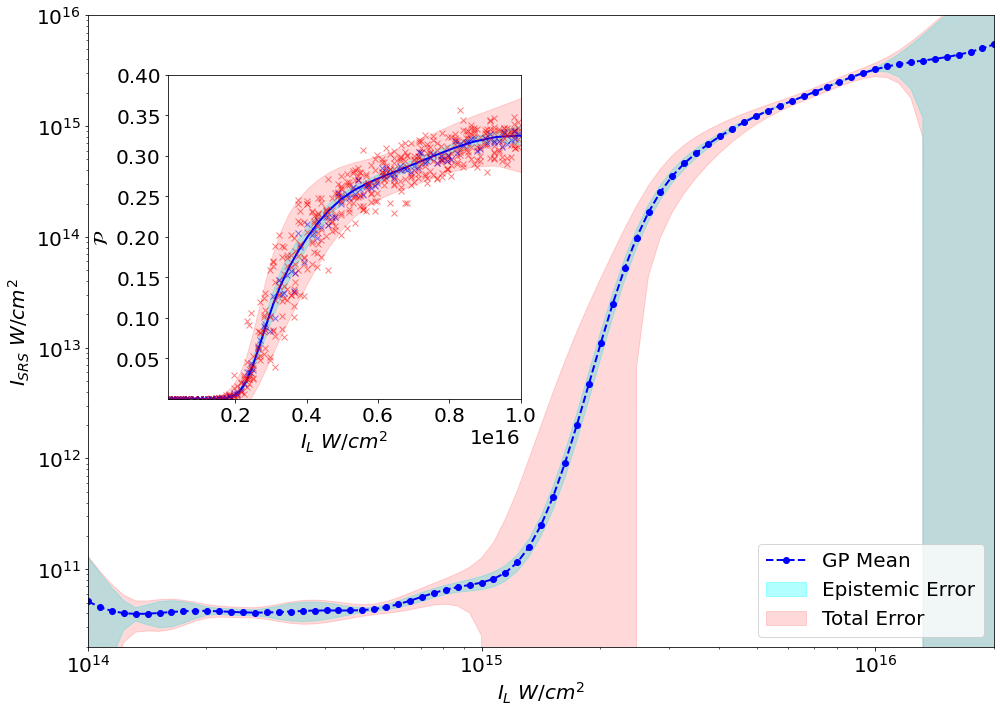 10^16
10^15
10^14
10^13
10^12
10^11
I_SRS W/cm^2
0.40
0.35
0.30
0.25
0.20
0.15
0.10
0.05
𝒫
0.2 0.4 0.6 0.8 1.0
1e16
I_L W/cm^2
GP Mean
Epistemic Error
Total Error
10^14 10^15 10^16
I_L W/cm^2